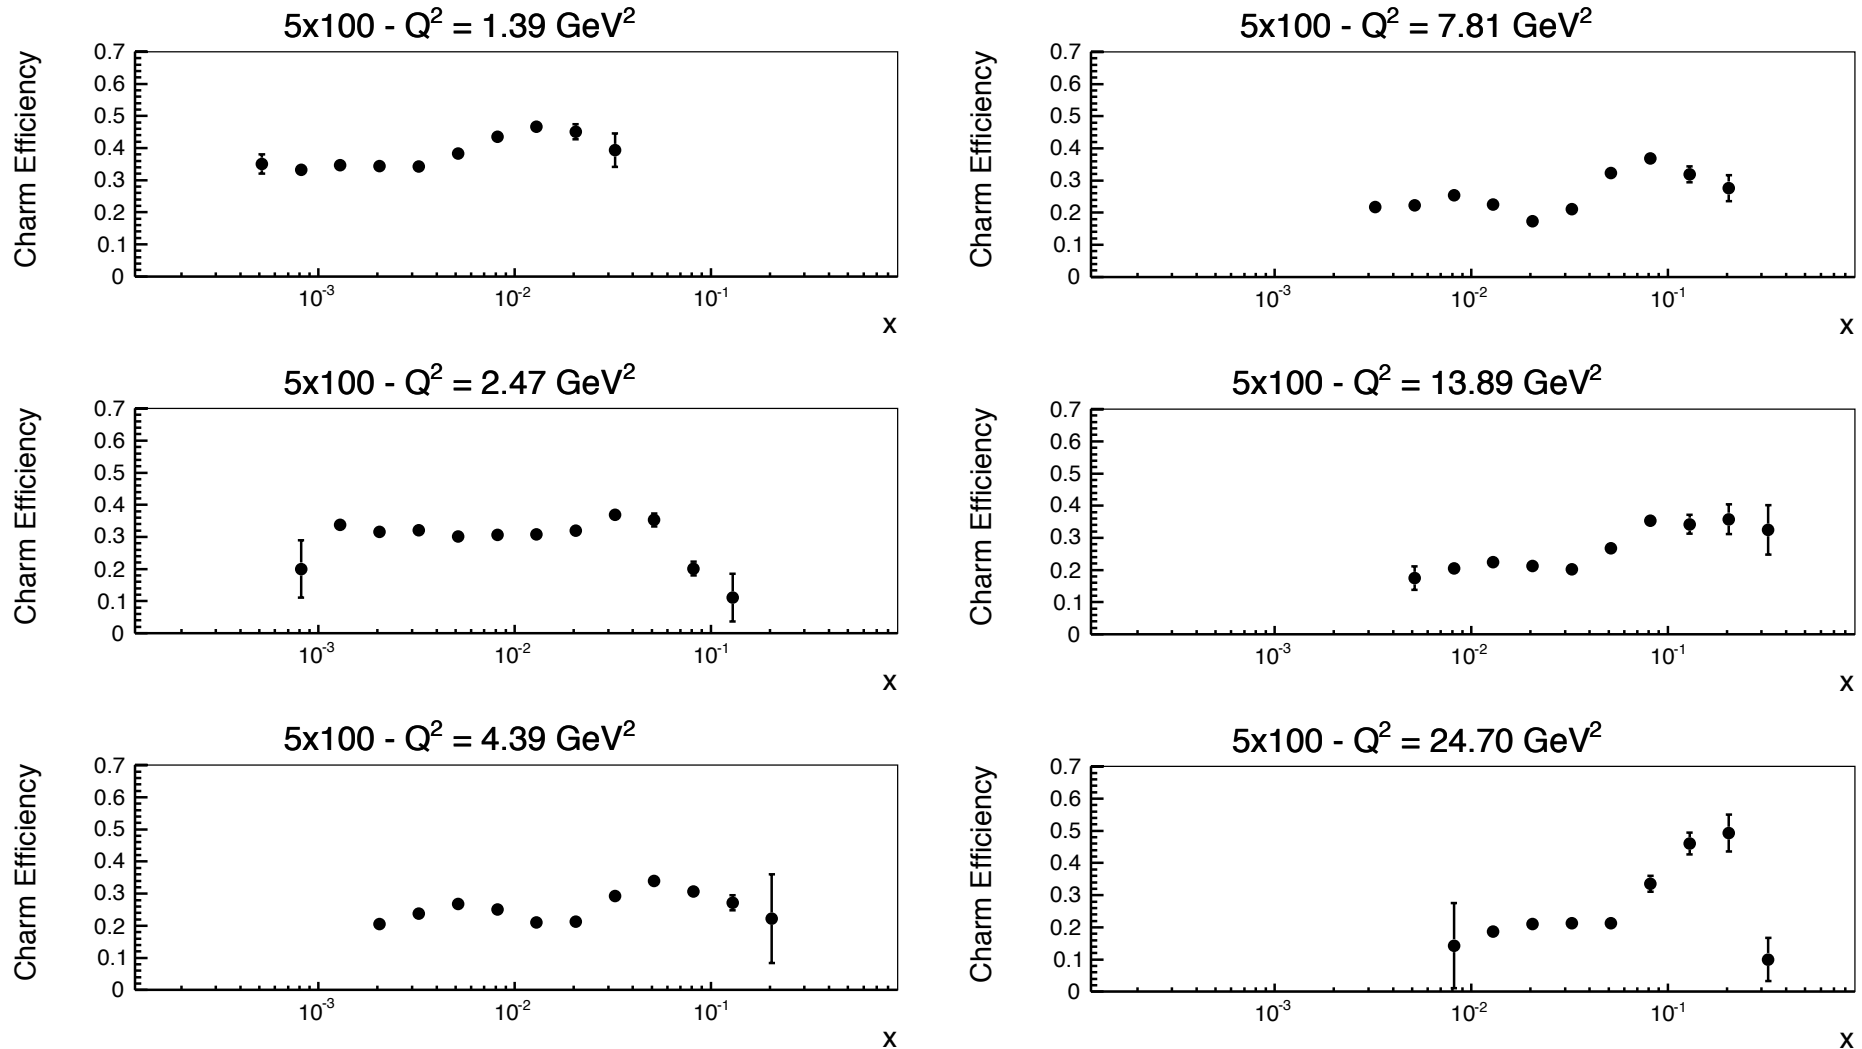 5x100 - Q² = 1.39 GeV²
Charm Efficiency
0.7
0.6
0.5
0.4
0.3
0.2
0.1
0
10⁻³ 10⁻² 10⁻¹
x
5x100 - Q² = 7.81 GeV²
Charm Efficiency
0.7
0.6
0.5
0.4
0.3
0.2
0.1
0
10⁻³ 10⁻² 10⁻¹
x
5x100 - Q² = 2.47 GeV²
Charm Efficiency
0.7
0.6
0.5
0.4
0.3
0.2
0.1
0
10⁻³ 10⁻² 10⁻¹
x
5x100 - Q² = 13.89 GeV²
Charm Efficiency
0.7
0.6
0.5
0.4
0.3
0.2
0.1
0
10⁻³ 10⁻² 10⁻¹
x
5x100 - Q² = 4.39 GeV²
Charm Efficiency
0.7
0.6
0.5
0.4
0.3
0.2
0.1
0
10⁻³ 10⁻² 10⁻¹
x
5x100 - Q² = 24.70 GeV²
Charm Efficiency
0.7
0.6
0.5
0.4
0.3
0.2
0.1
0
10⁻³ 10⁻² 10⁻¹
x